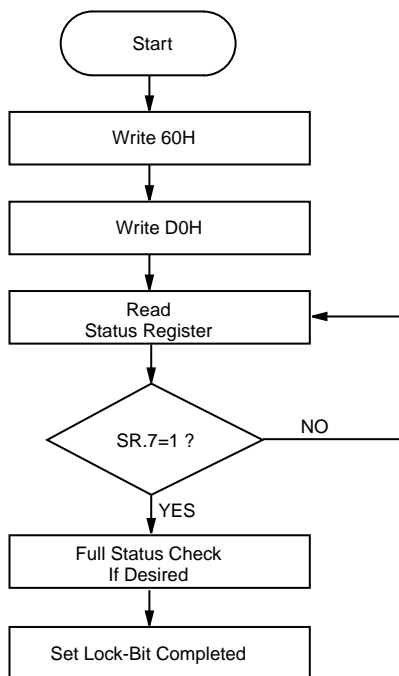 Start
Write 60H
Write D0H
Read
Status Register
SR.7=1 ?
NO
YES
Full Status Check
If Desired
Set Lock-Bit Completed